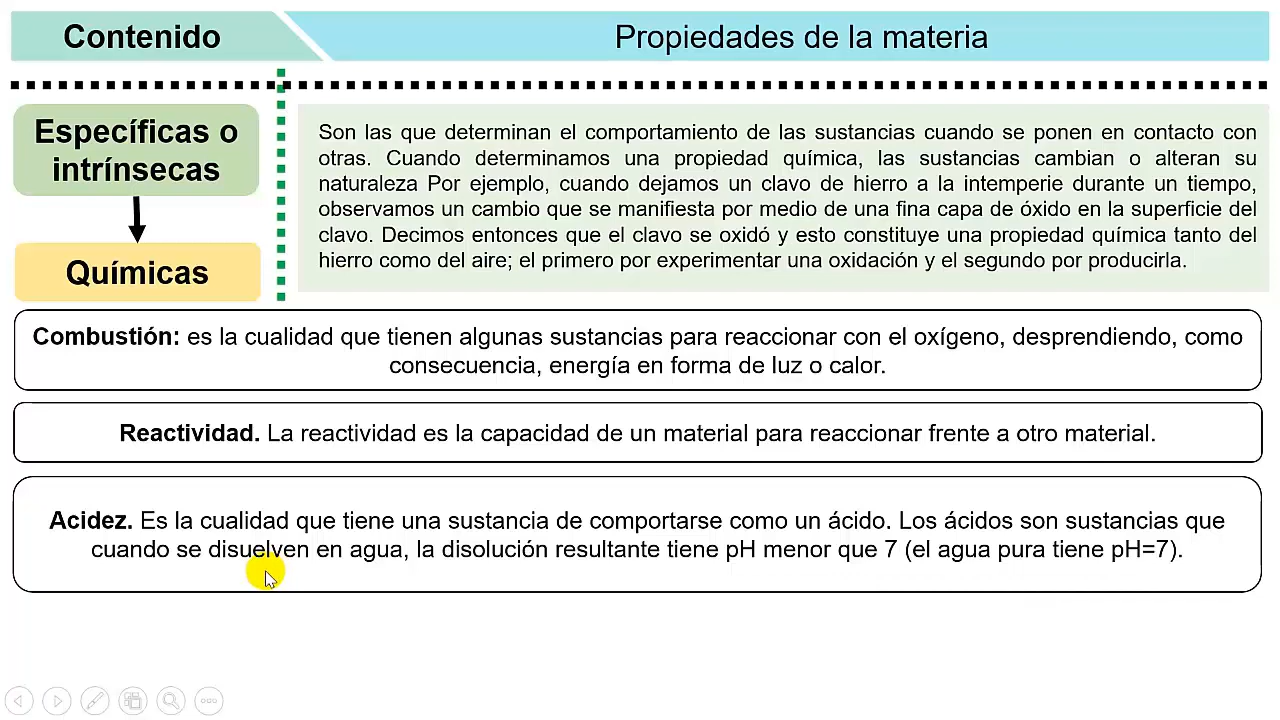 Contenido
Propiedades de la materia
Específicas o
intrínsecas
Químicas
Son las que determinan el comportamiento de las sustancias cuando se ponen en contacto con
otras. Cuando determinamos una propiedad química, las sustancias cambian o alteran su
naturaleza Por ejemplo, cuando dejamos un clavo de hierro a la intemperie durante un tiempo,
observamos un cambio que se manifiesta por medio de una fina capa de óxido en la superficie del
clavo. Decimos entonces que el clavo se oxidó y esto constituye una propiedad química tanto del
hierro como del aire; el primero por experimentar una oxidación y el segundo por producirla.
Combustión: es la cualidad que tienen algunas sustancias para reaccionar con el oxígeno, desprendiendo, como
consecuencia, energía en forma de luz o calor.
Reactividad. La reactividad es la capacidad de un material para reaccionar frente a otro material.
Acidez. Es la cualidad que tiene una sustancia de comportarse como un ácido. Los ácidos son sustancias que
cuando se disuelven en agua, la disolución resultante tiene pH menor que 7 (el agua pura tiene pH=7).